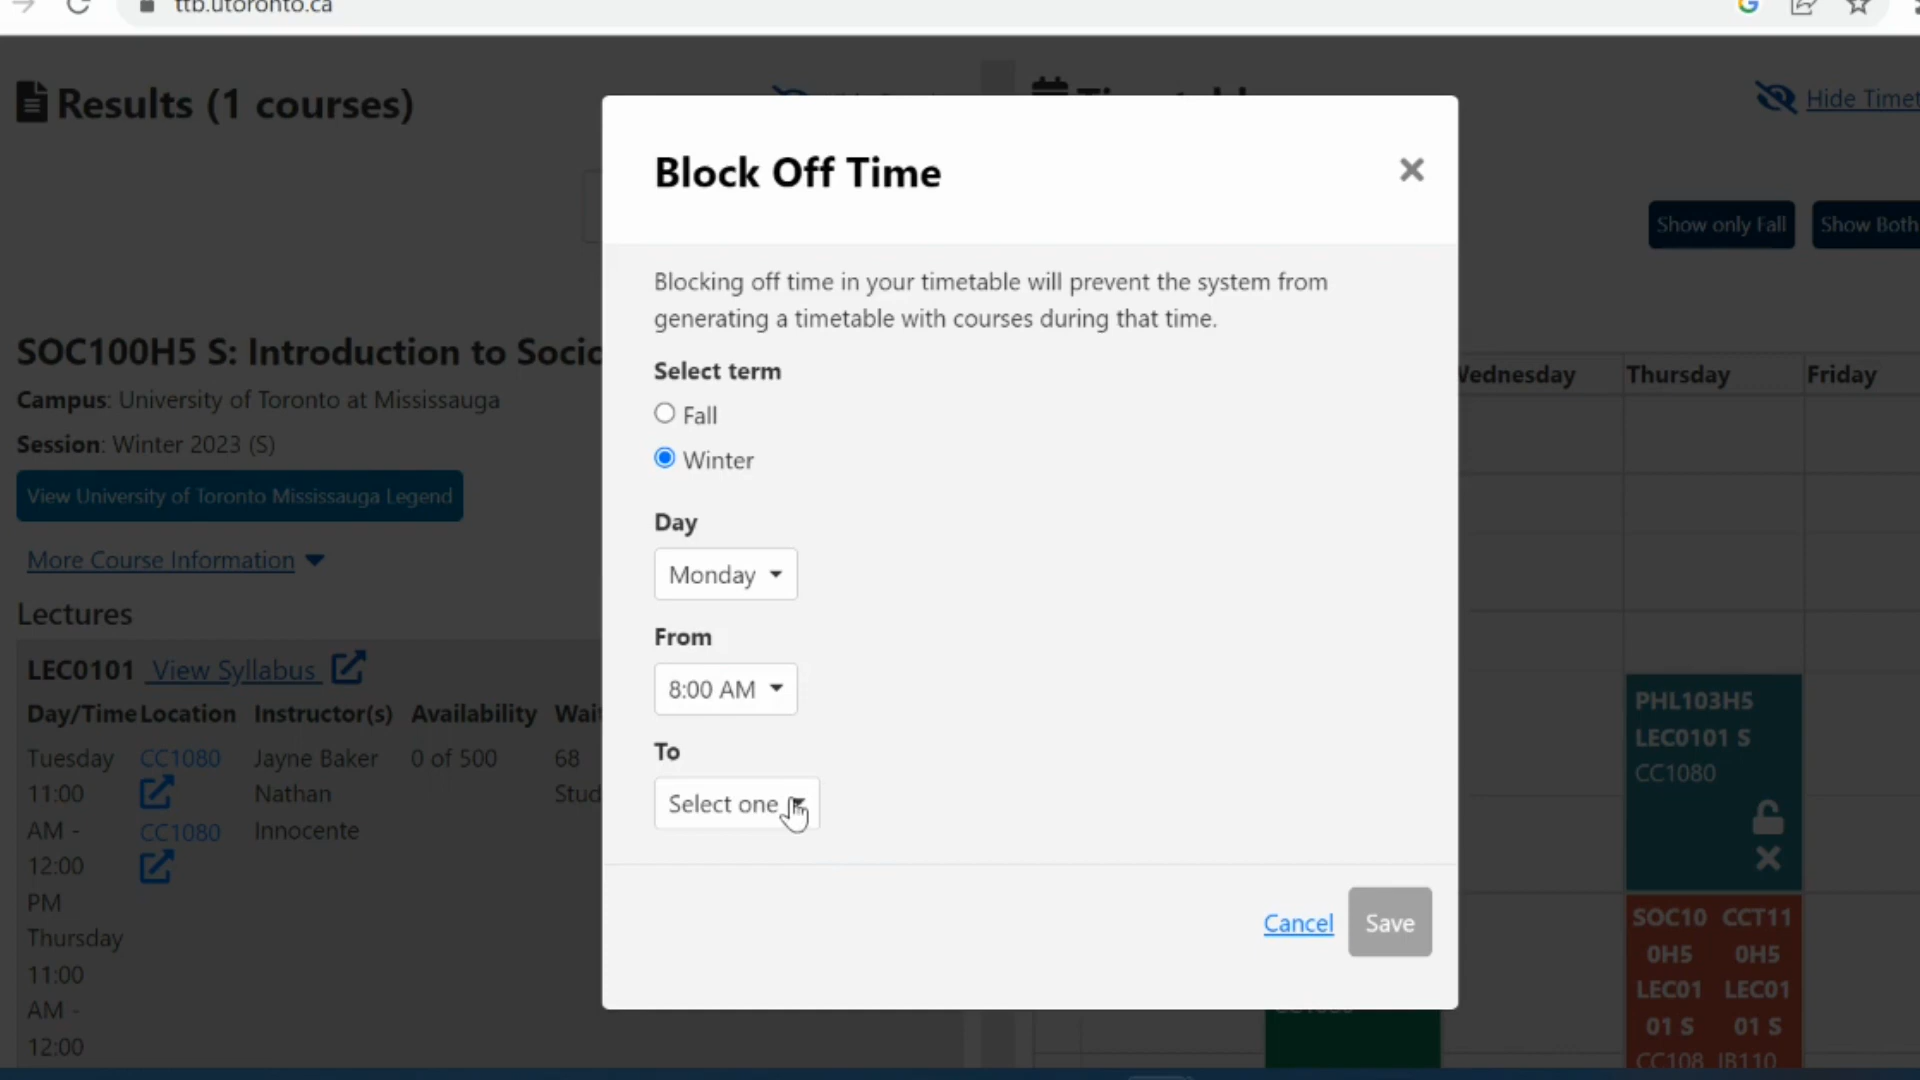 ttb.utoronto.ca
Results (1 courses)
Hide Timet
Show only Fall
Show Both
SOC100H5 S: Introduction to Socio
Campus: University of Toronto at Mississauga
Session: Winter 2023 (S)
View University of Toronto Mississauga Legend
More Course Information
Lectures
LEC0101 View Syllabus
Day/Time Location Instructor(s) Availability Wai
Tuesday CC1080 Jayne Baker 0 of 500 68
11:00 Nathan Stud
AM - CC1080 Innocente
12:00
PM
Thursday
11:00
AM -
12:00
Block Off Time
Blocking off time in your timetable will prevent the system from
generating a timetable with courses during that time.
Select term
Fall
Winter
Day
Monday
From
8:00 AM
To
Select one
Cancel
Save
Wednesday Thursday Friday
PHL103H5
LEC0101 S
CC1080
SOC10 CCT11
0H5 0H5
LEC01 LEC01
01 S 01 S
CC108 IB110